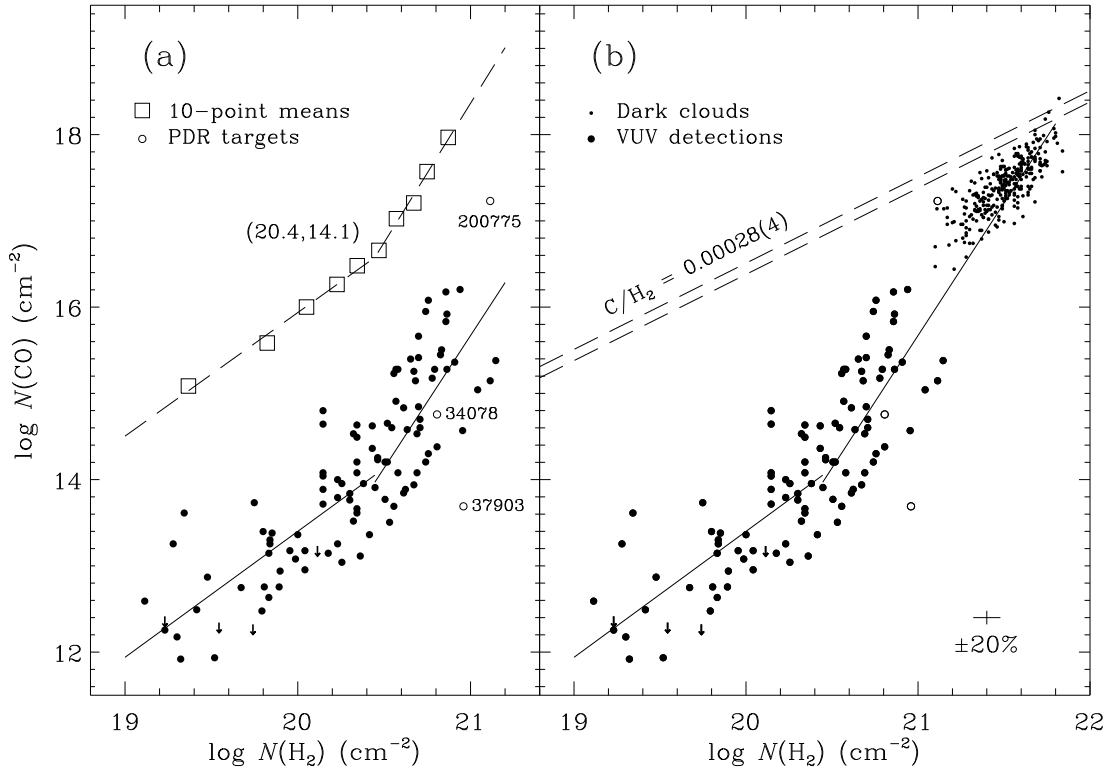 (a)
10-point means
PDR targets
(20.4,14.1)
200775
34078
37903
(b)
Dark clouds
VUV detections
C/H₂ = 0.00028(4)
±20%
18
16
14
12
log N(CO) (cm⁻²)
19 20 21
log N(H₂) (cm⁻²)
19 20 21 22
log N(H₂) (cm⁻²)